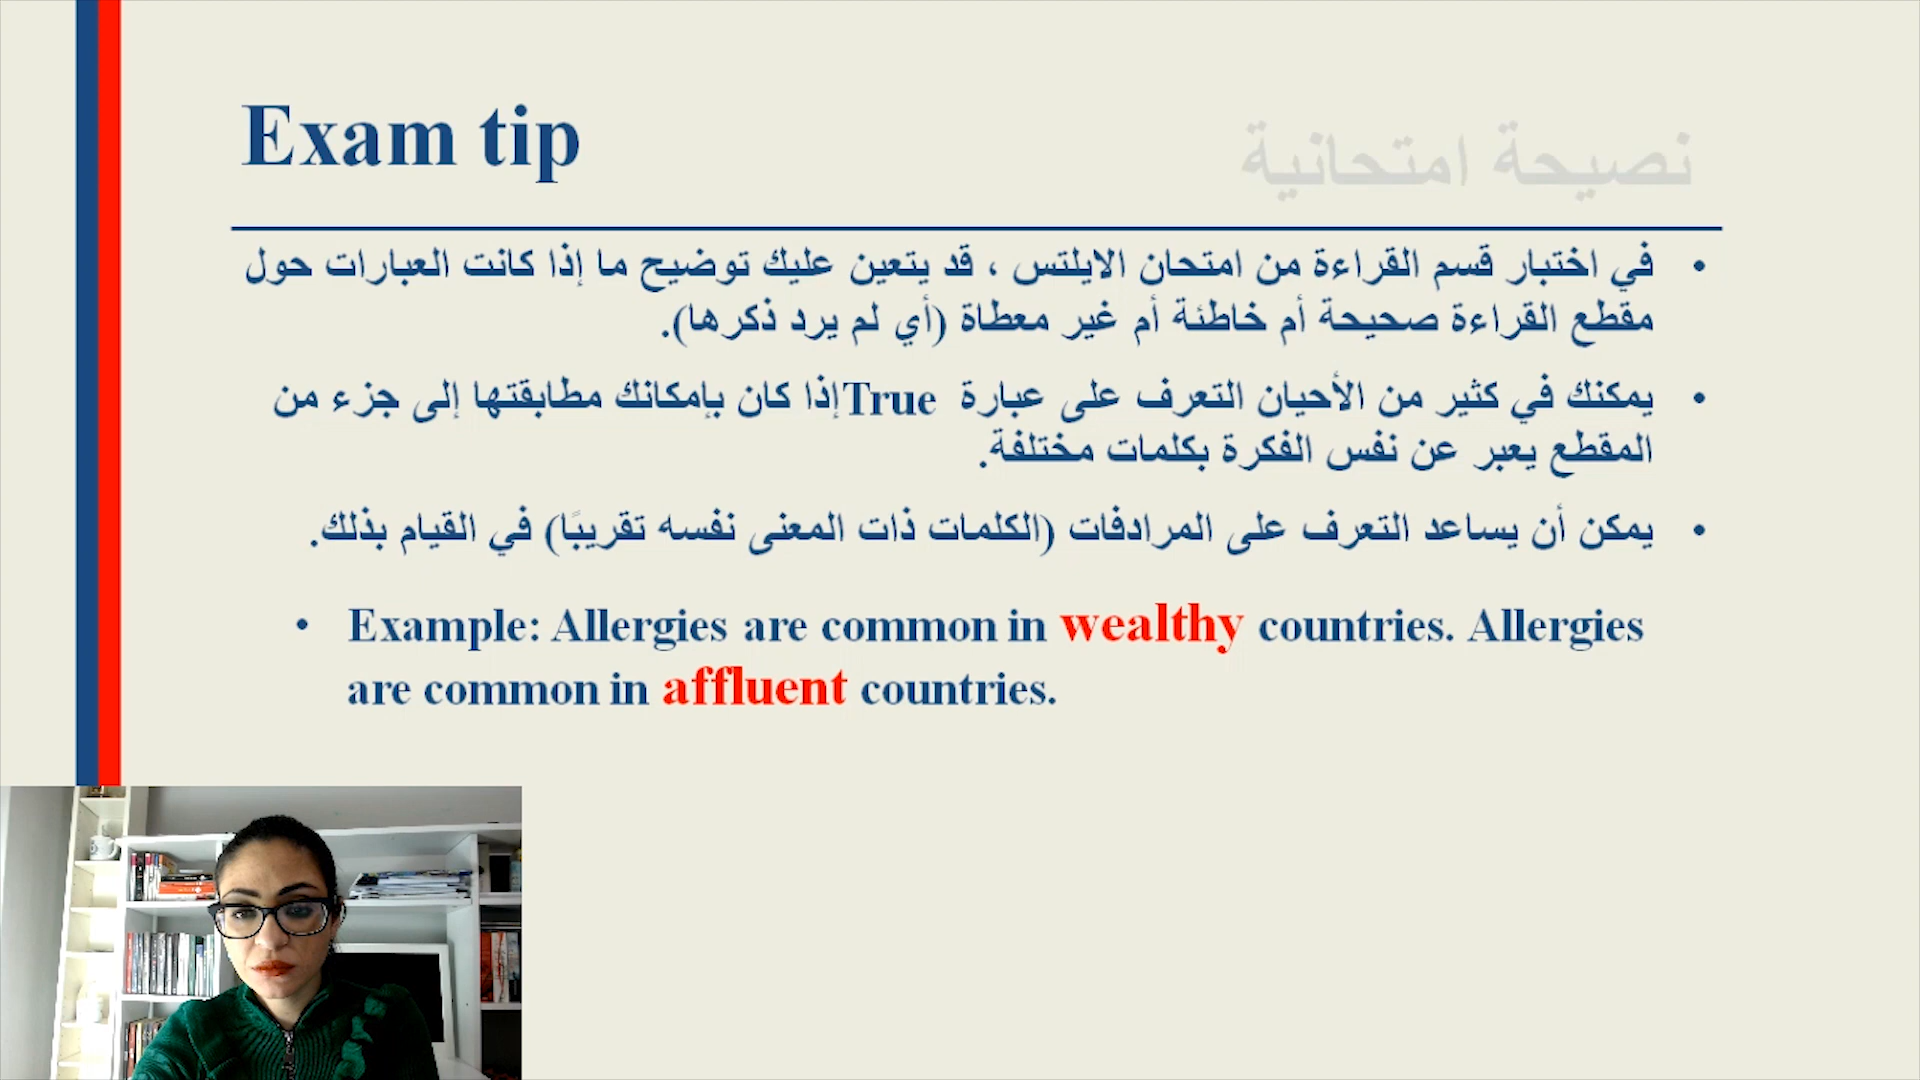 Exam tip
نصيحة امتحانية
في اختبار قسم القراءة من امتحان الايلتس ، قد يتعين عليك توضيح ما إذا كانت العبارات حول
مقطع القراءة صحيحة أم خاطئة أم غير معطاة (أي لم يرد ذكرها).
يمكنك في كثير من الأحيان التعرف على عبارة True إذا كان بإمكانك مطابقتها إلى جزء من
المقطع يعبر عن نفس الفكرة بكلمات مختلفة.
يمكن أن يساعد التعرف على المرادفات (الكلمات ذات المعنى نفسه تقريبًا) في القيام بذلك.
Example: Allergies are common in wealthy countries. Allergies
are common in affluent countries.